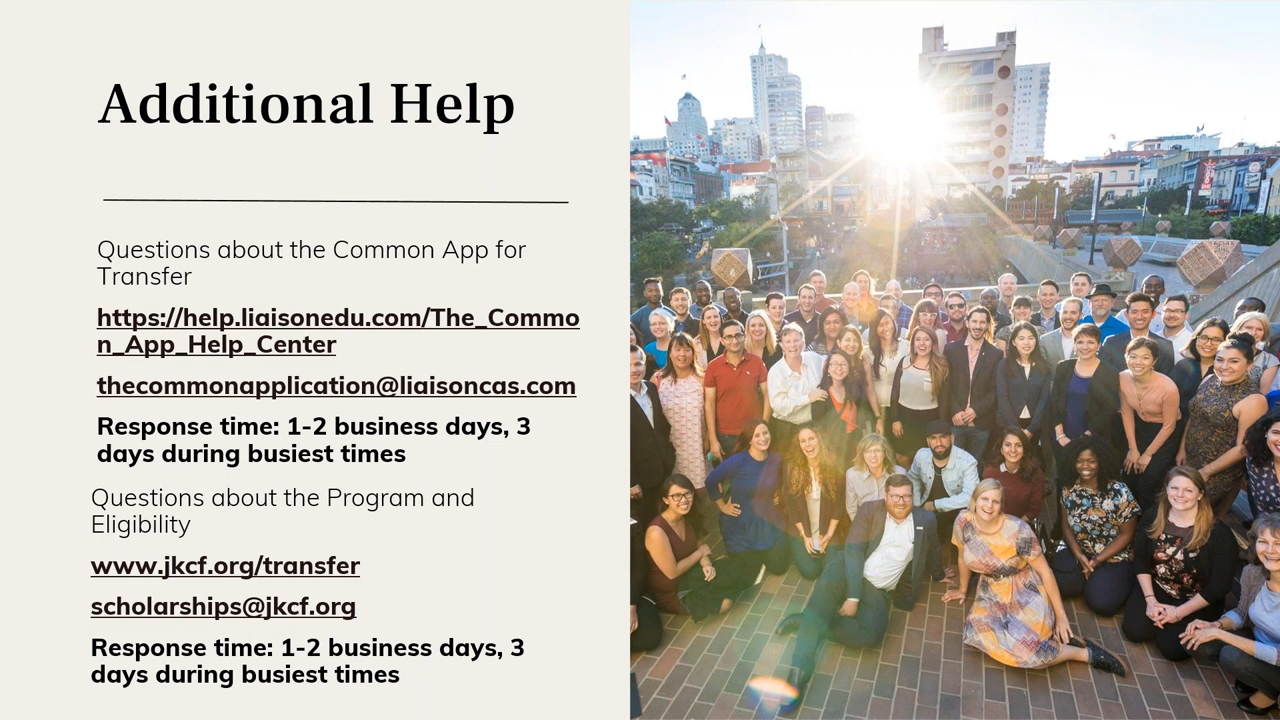 Additional Help
Questions about the Common App for
Transfer
https://help.liaisonedu.com/The_Commo
n_App_Help_Center
thecommonapplication@liaisoncas.com
Response time: 1-2 business days, 3
days during busiest times
Questions about the Program and
Eligibility
www.jkcf.org/transfer
scholarships@jkcf.org
Response time: 1-2 business days, 3
days during busiest times